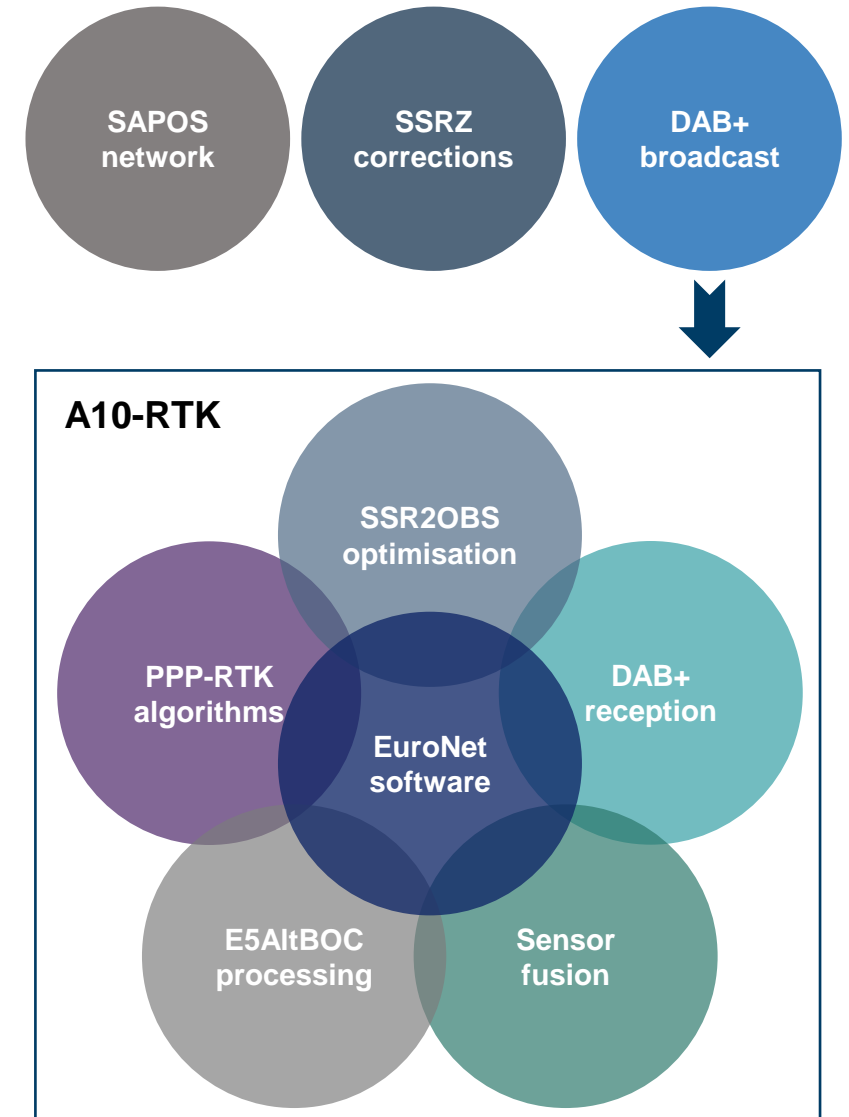 SAPOS
network
SSRZ
corrections
DAB+
broadcast
A10-RTK
SSR2OBS
optimisation
PPP-RTK
algorithms
DAB+
reception
EuroNet
software
E5AltBOC
processing
Sensor
fusion